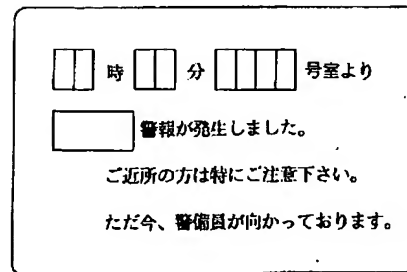 時 分 号室より
警報が発生しました。
ご近所の方は特にご注意下さい。
ただ今、警備員が向かっております。